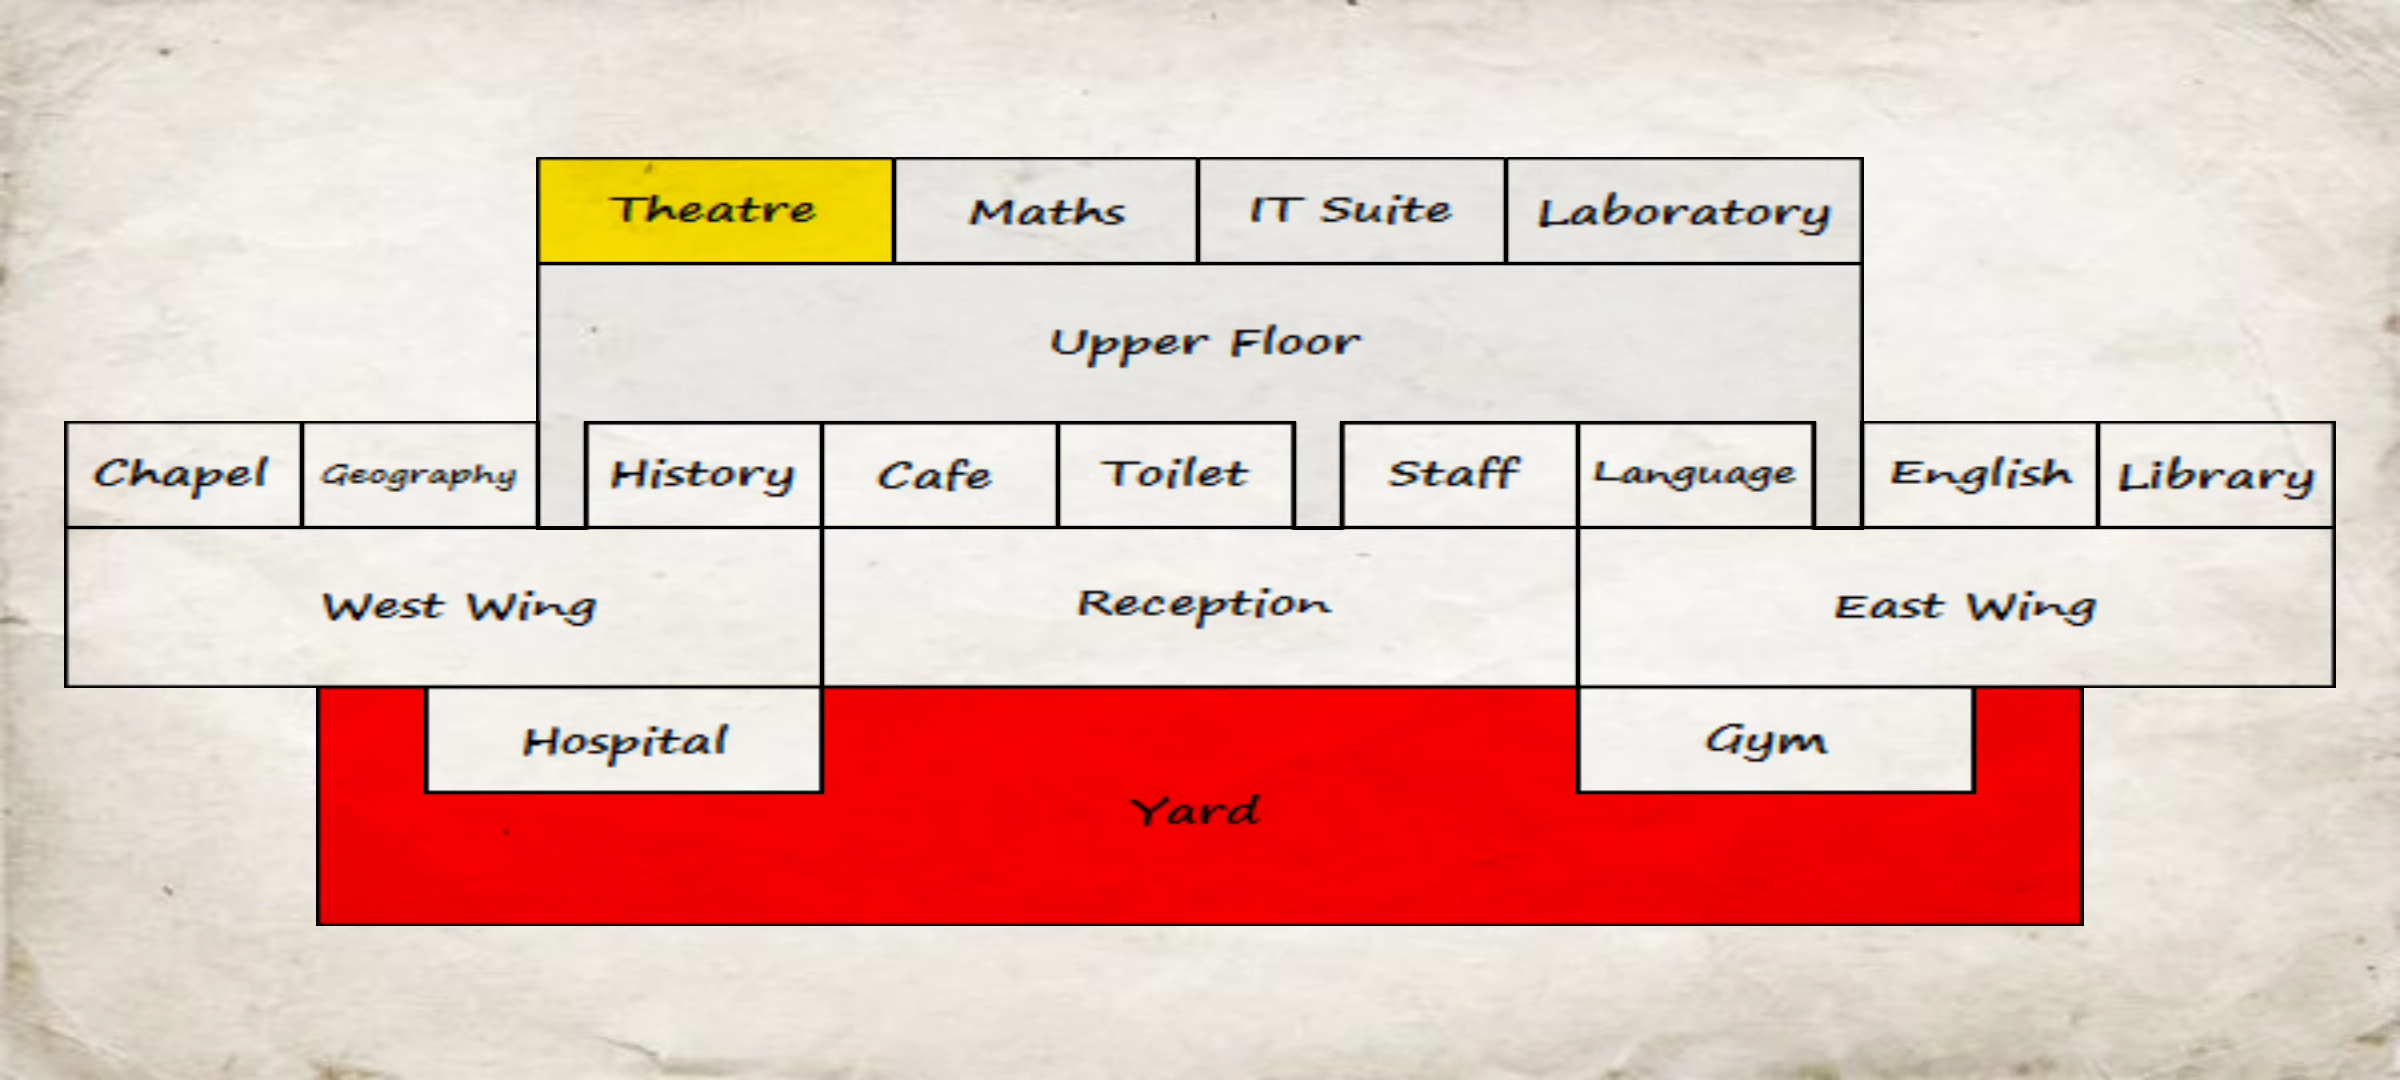 Theatre Maths IT Suite Laboratory
Upper Floor
Chapel Geography History Cafe Toilet Staff Language English Library
West Wing Reception East Wing
Hospital Gym
Yard